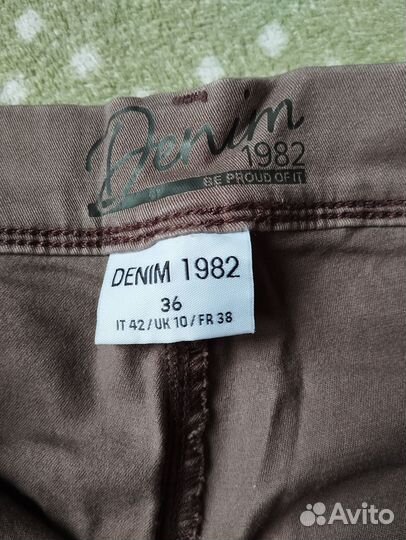 Denim
1982
BE PROUD OF IT
DENIM 1982
36
IT 42 / UK 10 / FR 38
Avito